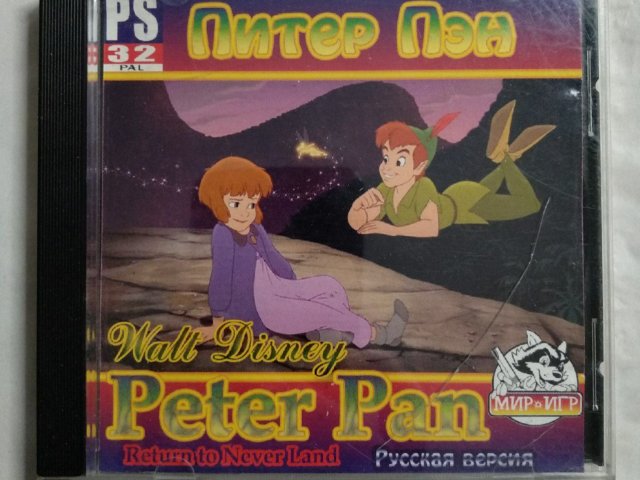 PS
32
PAL
Питер Пэн
Walt Disney
Peter Pan
МИР ИГР
Return to Never Land
Русская версия